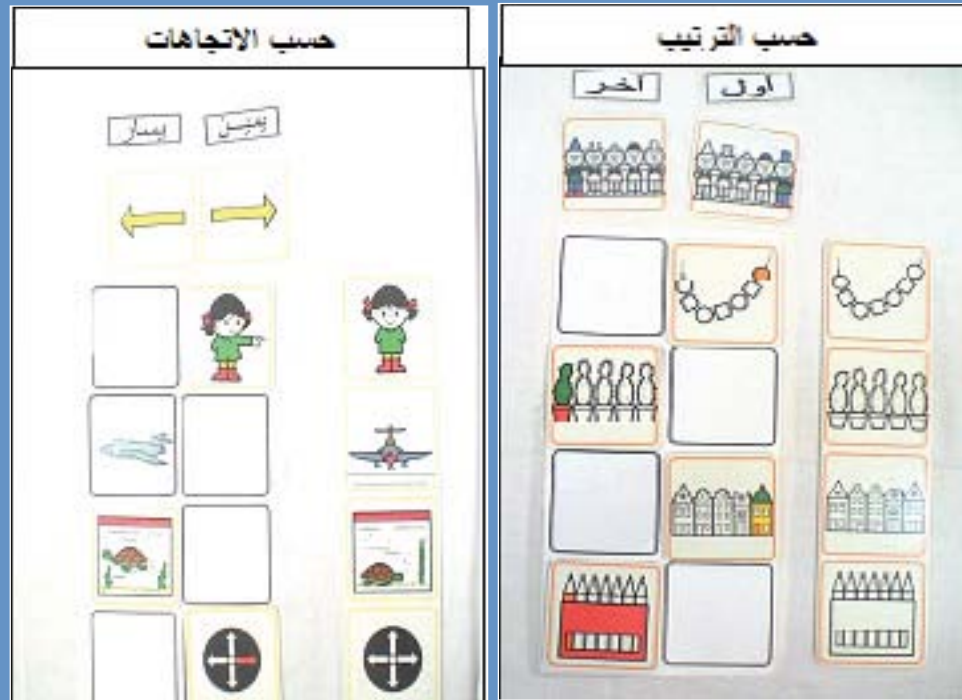 حسب الترتيب
أول
آخر
حسب الاتجاهات
يمين
يسار